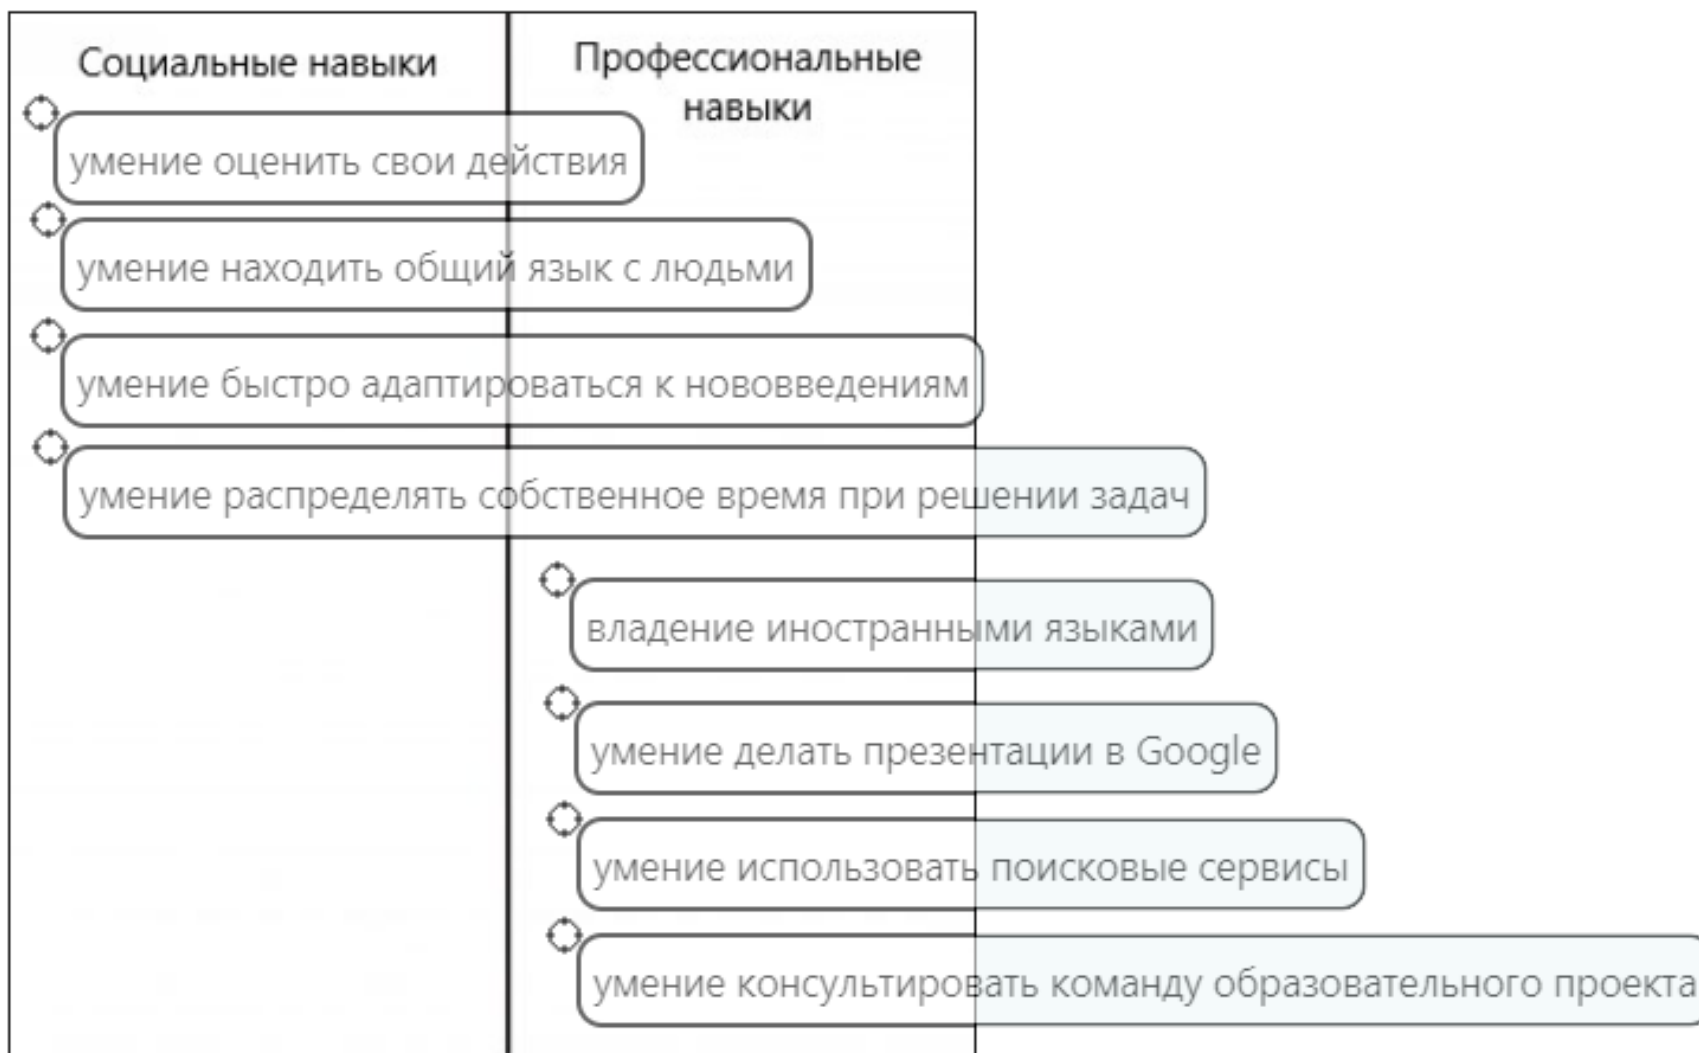 Социальные навыки
Профессиональные
навыки
умение оценить свои действия
умение находить общий язык с людьми
умение быстро адаптироваться к нововведениям
умение распределять собственное время при решении задач
владение иностранными языками
умение делать презентации в Google
умение использовать поисковые сервисы
умение консультировать команду образовательного проекта